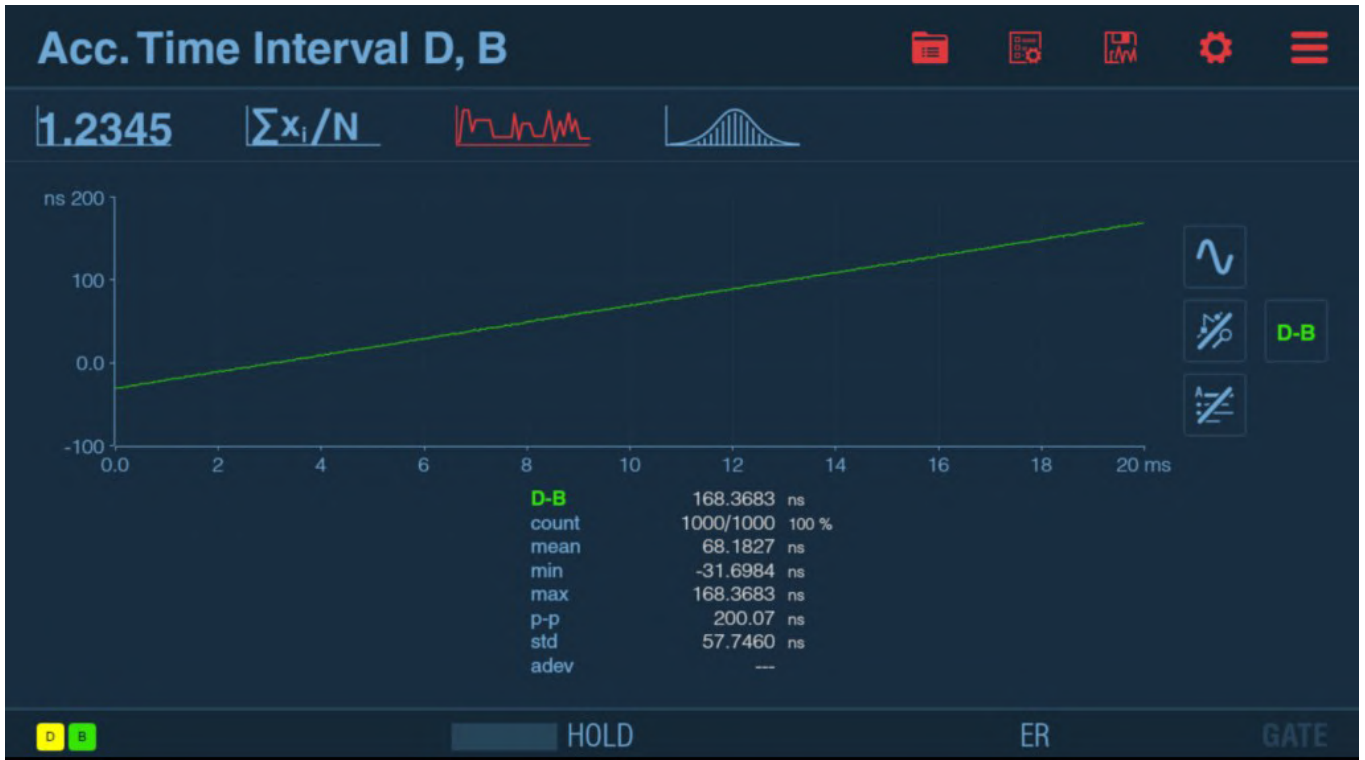 Acc. Time Interval D, B
1.2345 Σxᵢ/N
ns 200
100
0.0
-100
0.0 2 4 6 8 10 12 14 16 18 20 ms
D-B
D-B 168.3683 ns
count 1000/1000 100 %
mean 68.1827 ns
min -31.6984 ns
max 168.3683 ns
p-p 200.07 ns
std 57.7460 ns
adev ---
D B HOLD ER GATE